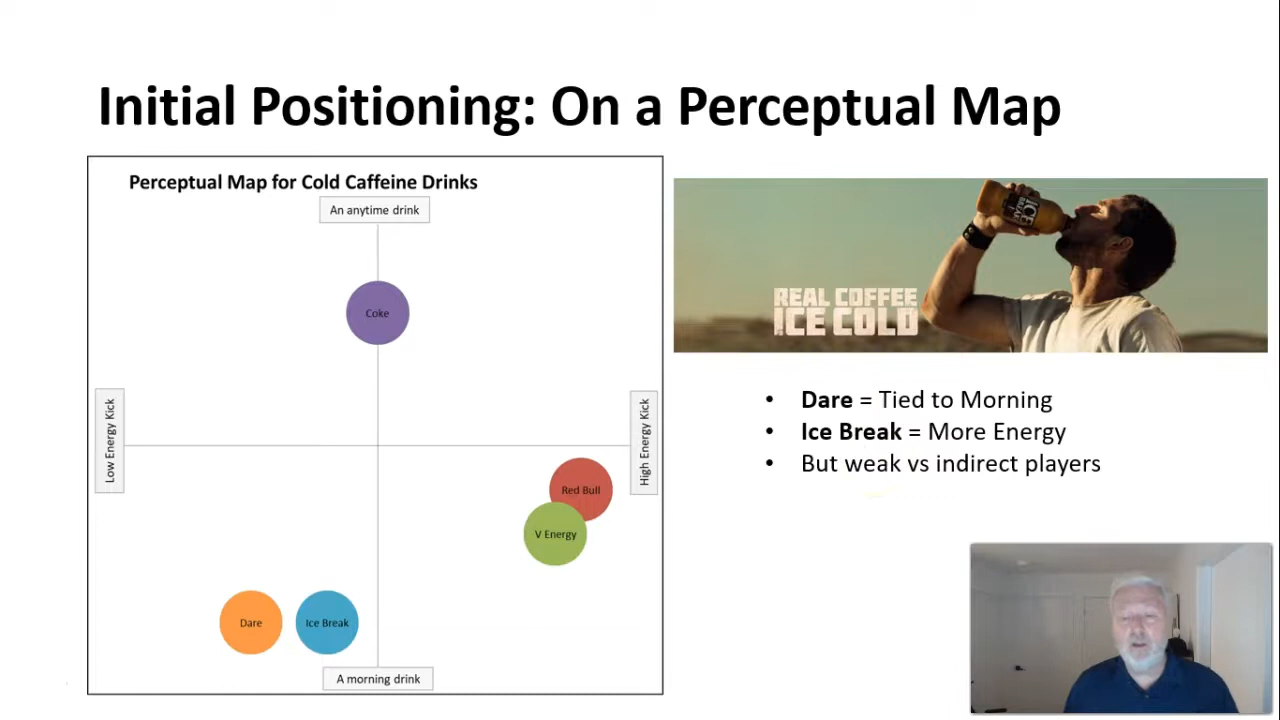 Initial Positioning: On a Perceptual Map
Perceptual Map for Cold Caffeine Drinks
An anytime drink
Coke
Low Energy Kick
High Energy Kick
Red Bull
V Energy
Dare
Ice Break
A morning drink
ICE
BREAK
REAL COFFEE
ICE COLD
• Dare = Tied to Morning
• Ice Break = More Energy
• But weak vs indirect players